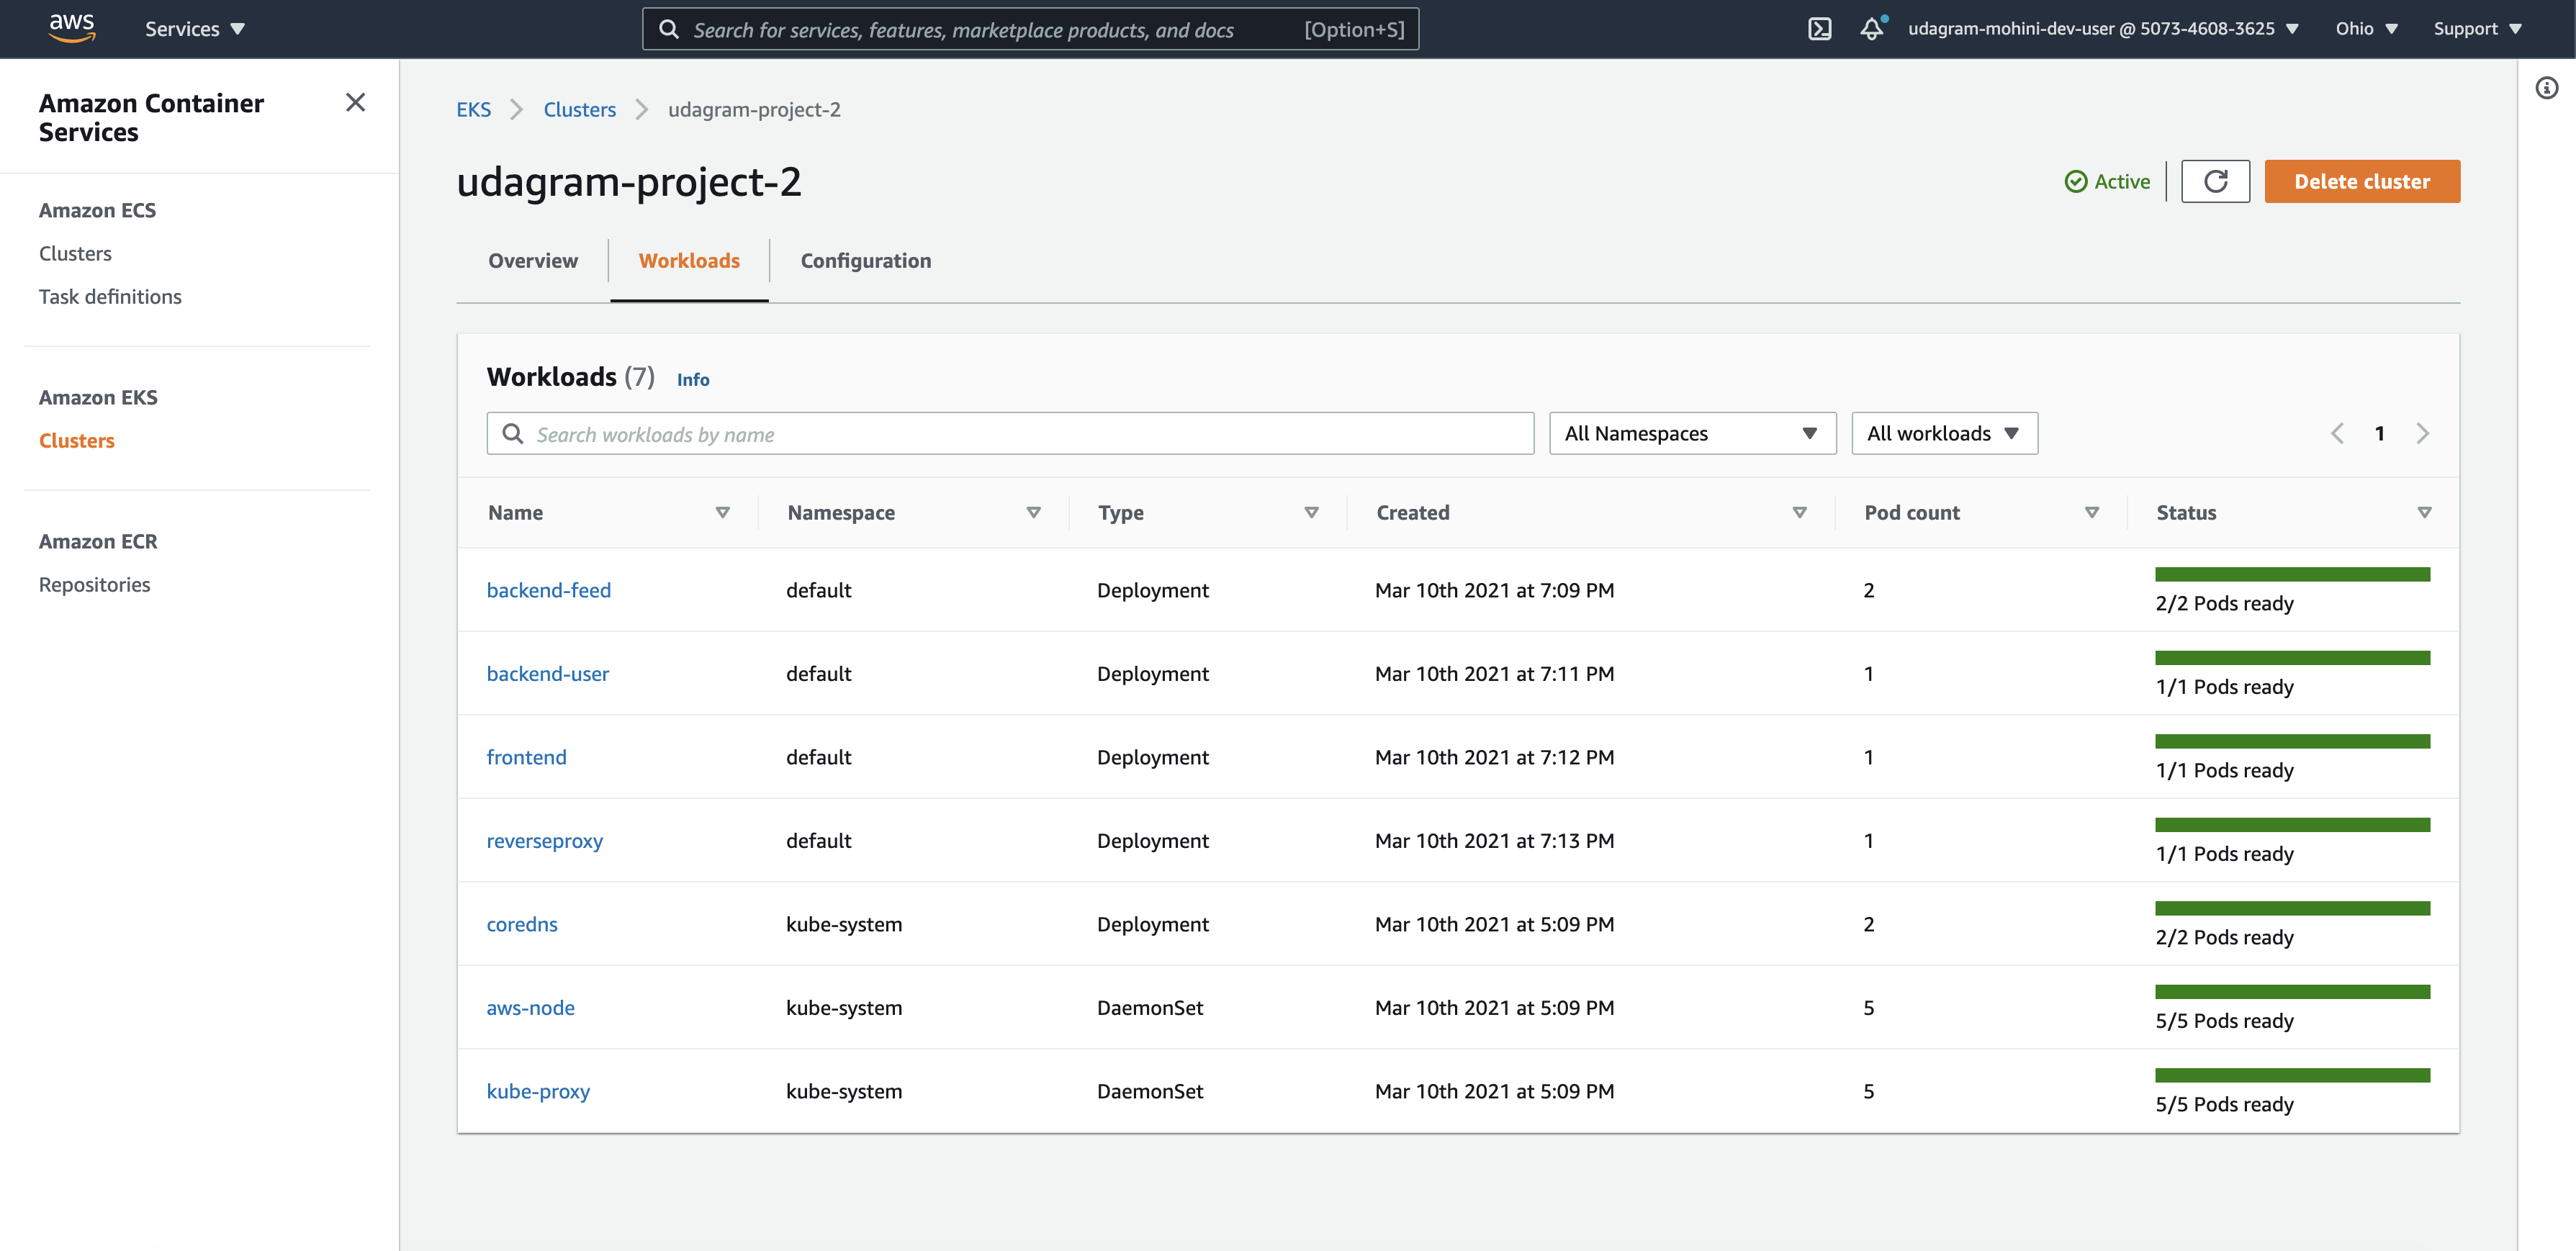 aws
Services
Search for services, features, marketplace products, and docs
[Option+S]
udagram-mohini-dev-user @ 5073-4608-3625
Ohio
Support
Amazon Container
Services
Amazon ECS
Clusters
Task definitions
Amazon EKS
Clusters
Amazon ECR
Repositories
EKS
Clusters
udagram-project-2
udagram-project-2
Active
Delete cluster
Overview
Workloads
Configuration
Workloads (7) Info
Search workloads by name
All Namespaces
All workloads
1
Name Namespace Type Created Pod count Status
backend-feed default Deployment Mar 10th 2021 at 7:09 PM 2 2/2 Pods ready
backend-user default Deployment Mar 10th 2021 at 7:11 PM 1 1/1 Pods ready
frontend default Deployment Mar 10th 2021 at 7:12 PM 1 1/1 Pods ready
reverseproxy default Deployment Mar 10th 2021 at 7:13 PM 1 1/1 Pods ready
coredns kube-system Deployment Mar 10th 2021 at 5:09 PM 2 2/2 Pods ready
aws-node kube-system DaemonSet Mar 10th 2021 at 5:09 PM 5 5/5 Pods ready
kube-proxy kube-system DaemonSet Mar 10th 2021 at 5:09 PM 5 5/5 Pods ready